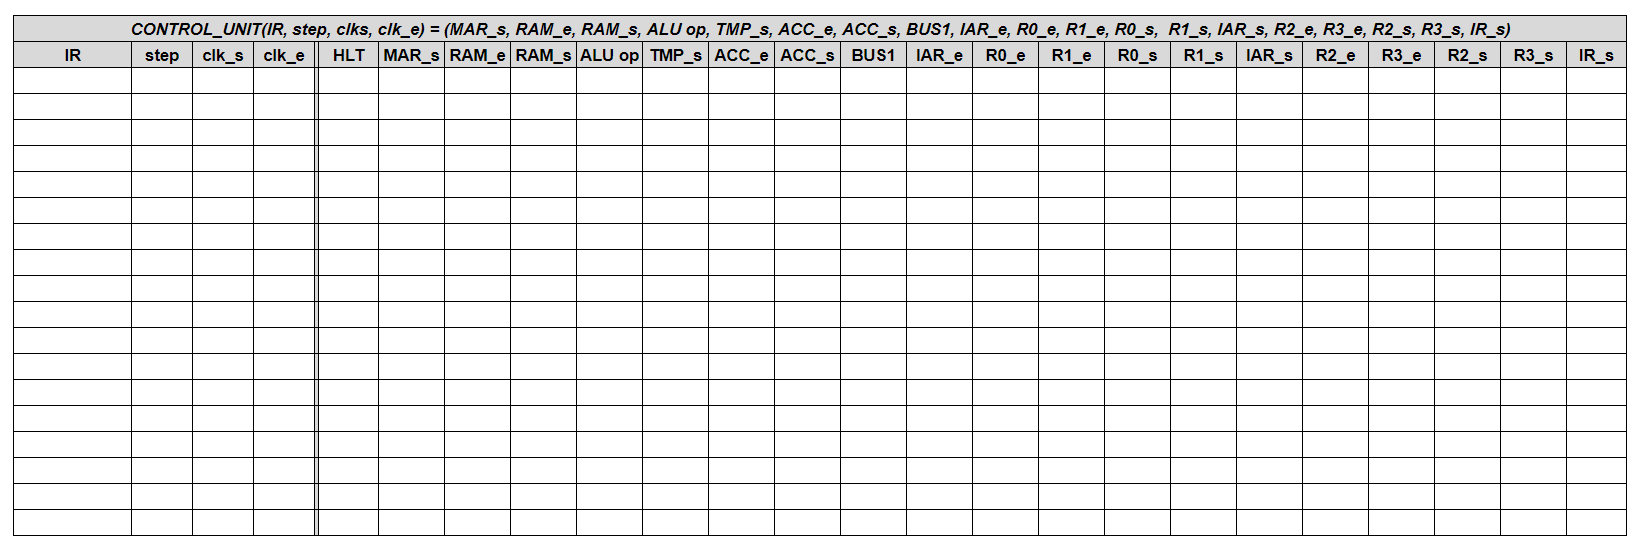 CONTROL_UNIT(IR, step, clks, clk_e) = (MAR_s, RAM_e, RAM_s, ALU op, TMP_s, ACC_e, ACC_s, BUS1, IAR_e, R0_e, R1_e, R0_s, R1_s, IAR_s, R2_e, R3_e, R2_s, R3_s, IR_s)
IR step clk_s clk_e HLT MAR_s RAM_e RAM_s ALU op TMP_s ACC_e ACC_s BUS1 IAR_e R0_e R1_e R0_s R1_s IAR_s R2_e R3_e R2_s R3_s IR_s